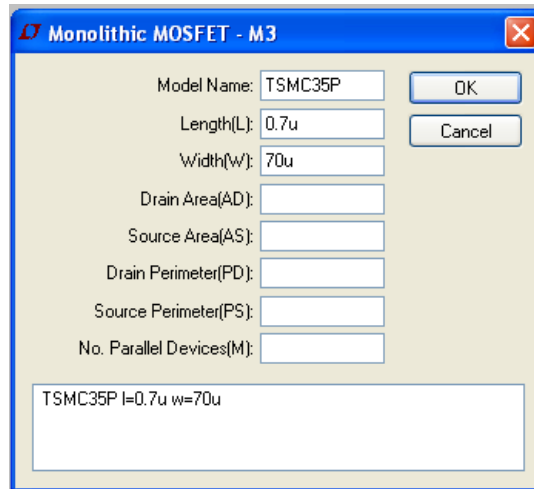 Monolithic MOSFET - M3
Model Name: TSMC35P
OK
Length(L): 0.7u
Cancel
Width(W): 70u
Drain Area(AD):
Source Area(AS):
Drain Perimeter(PD):
Source Perimeter(PS):
No. Parallel Devices(M):
TSMC35P l=0.7u w=70u